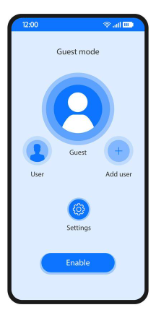 12:00
Guest mode
Guest
User
Add user
Settings
Enable